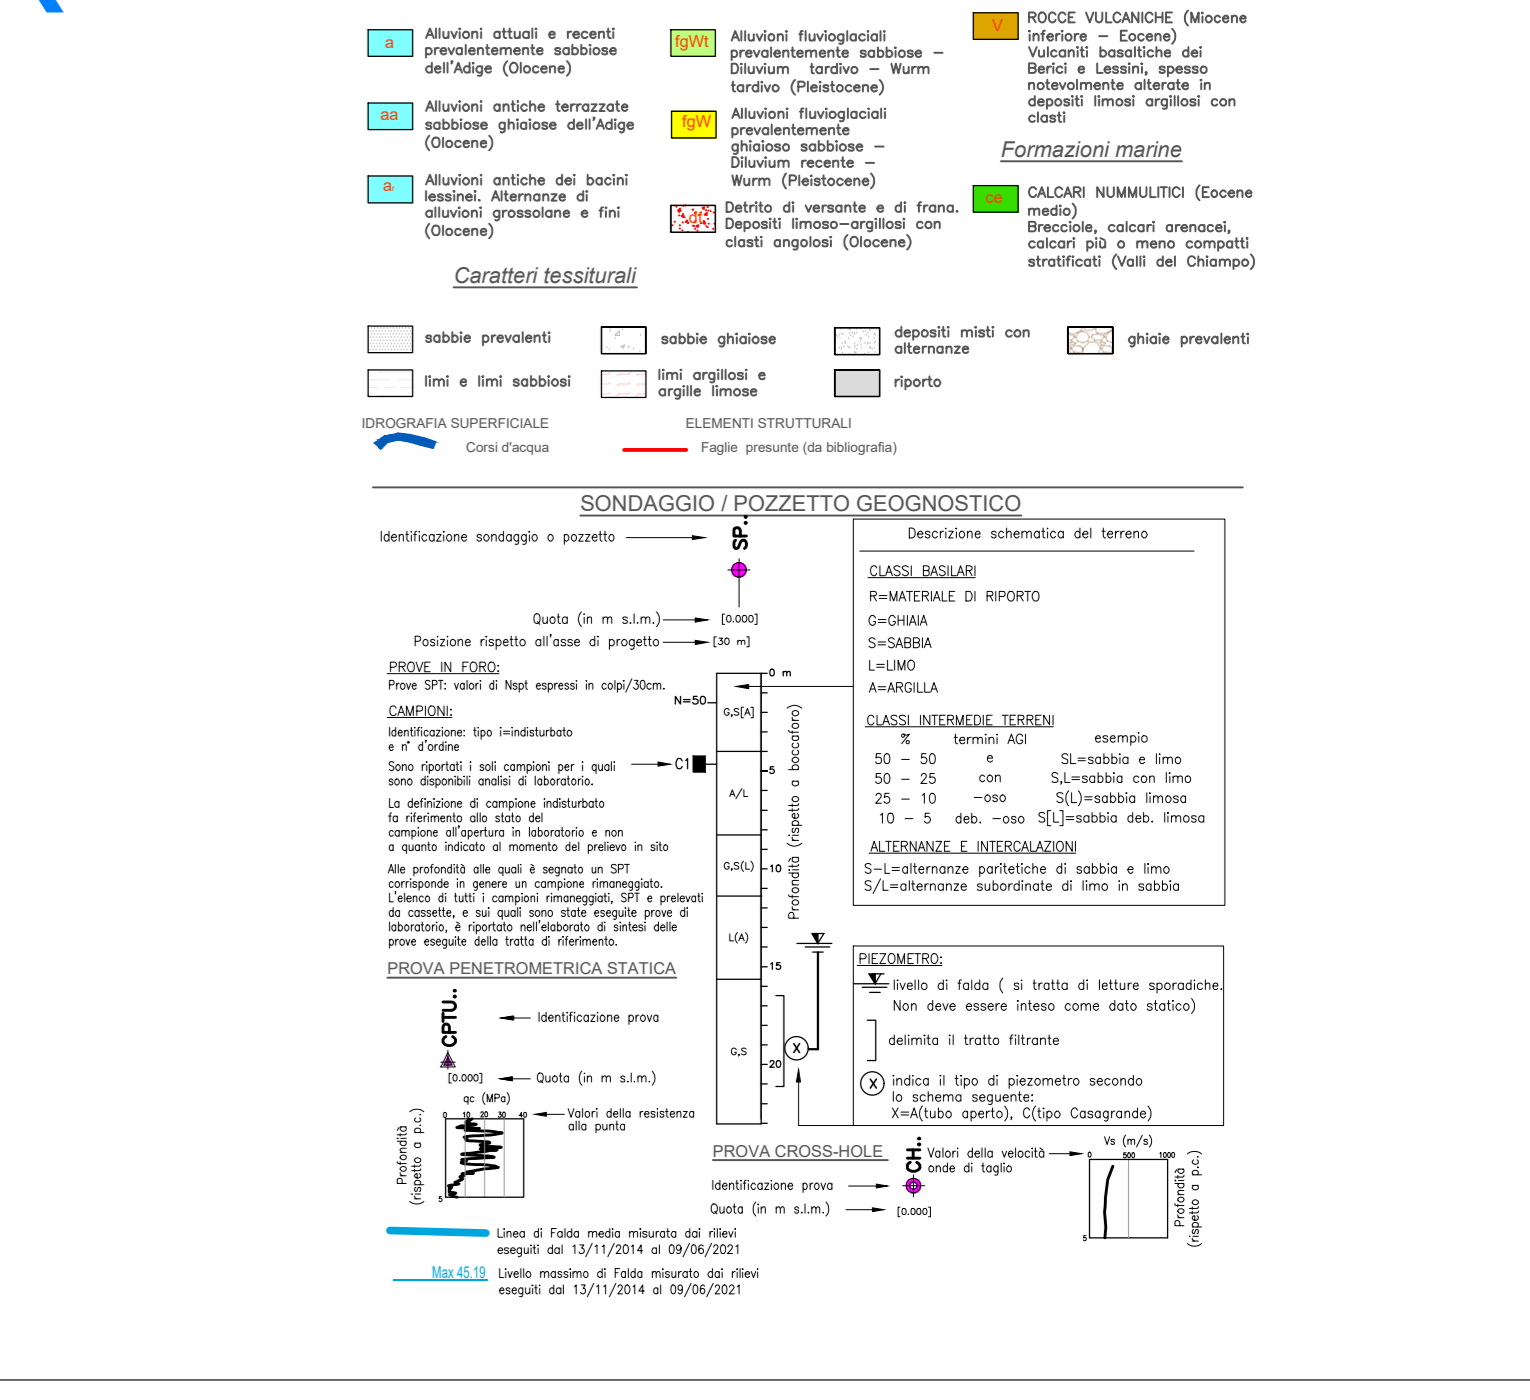 a
Alluvioni attuali e recenti
prevalentemente sabbiose
dell'Adige (Olocene)
aa
Alluvioni antiche terrazzate
sabbiose ghiaiose dell'Adige
(Olocene)
Alluvioni antiche dei bacini
lessinei. Alternanze di
alluvioni grossolane e fini
(Olocene)
fgWt
Alluvioni fluvioglaciali
prevalentemente sabbiose –
Diluvium tardivo – Wurm
tardivo (Pleistocene)
fgW
Alluvioni fluvioglaciali
prevalentemente
ghiaioso sabbiose –
Diluvium recente –
Wurm (Pleistocene)
dt
Detrito di versante e di frana.
Depositi limoso–argillosi con
clasti angolosi (Olocene)
V
ROCCE VULCANICHE (Miocene
inferiore – Eocene)
Vulcaniti basaltiche dei
Berici e Lessini, spesso
notevolmente alterate in
depositi limosi argillosi con
clasti
Formazioni marine
ce
CALCARI NUMMULITICI (Eocene
medio)
Brecciole, calcari arenacei,
calcari più o meno compatti
stratificati (Valli del Chiampo)
Caratteri tessiturali
sabbie prevalenti
sabbie ghiaiose
depositi misti con
alternanze
ghiaie prevalenti
limi e limi sabbiosi
limi argillosi e
argille limose
riporto
IDROGRAFIA SUPERFICIALE
ELEMENTI STRUTTURALI
Corsi d'acqua
Faglie presunte (da bibliografia)
SONDAGGIO / POZZETTO GEOGNOSTICO
Identificazione sondaggio o pozzetto
SP..
Quota (in m s.l.m.)
[0.000]
Posizione rispetto all'asse di progetto
[30 m]
PROVE IN FORO:
Prove SPT: valori di Nspt espressi in colpi/30cm.
CAMPIONI:
Identificazione: tipo i=indisturbato
e n° d'ordine
Sono riportati i soli campioni per i quali
sono disponibili analisi di laboratorio.
La definizione di campione indisturbato
fa riferimento allo stato del
campione all'apertura in laboratorio e non
a quanto indicato al momento del prelievo in sito
Alle profondità alle quali è segnato un SPT
corrisponde in genere un campione rimaneggiato.
L'elenco di tutti i campioni rimaneggiati, SPT e prelevati
da cassette, e sui quali sono state eseguite prove di
laboratorio, è riportato nell'elaborato di sintesi delle
prove eseguite della tratta di riferimento.
N=50
C1
0 m
5
10
15
20
G,S[A]
A/L
G,S(L)
L(A)
G,S
Profondità (rispetto a boccaforo)
X
Descrizione schematica del terreno
CLASSI BASILARI
R=MATERIALE DI RIPORTO
G=GHIAIA
S=SABBIA
L=LIMO
A=ARGILLA
CLASSI INTERMEDIE TERRENI
% termini AGI esempio
50 – 50 e SL=sabbia e limo
50 – 25 con S,L=sabbia con limo
25 – 10 –oso S(L)=sabbia limosa
10 – 5 deb. –oso S[L]=sabbia deb. limosa
ALTERNANZE E INTERCALAZIONI
S–L=alternanze paritetiche di sabbia e limo
S/L=alternanze subordinate di limo in sabbia
PIEZOMETRO:
livello di falda ( si tratta di letture sporadiche.
Non deve essere inteso come dato statico)
delimita il tratto filtrante
X
indica il tipo di piezometro secondo
lo schema seguente:
X=A(tubo aperto), C(tipo Casagrande)
PROVA PENETROMETRICA STATICA
CPTU..
Identificazione prova
[0.000]
Quota (in m s.l.m.)
qc (MPa)
0 10 20 30 40
Valori della resistenza
alla punta
Profondità
(rispetto a p.c.)
5
PROVA CROSS-HOLE
CH..
Identificazione prova
Quota (in m s.l.m.)
[0.000]
Valori della velocità
onde di taglio
Vs (m/s)
0 500 1000
5
Profondità
(rispetto a p.c.)
Linea di Falda media misurata dai rilievi
eseguiti dal 13/11/2014 al 09/06/2021
Max 45.19
Livello massimo di Falda misurato dai rilievi
eseguiti dal 13/11/2014 al 09/06/2021